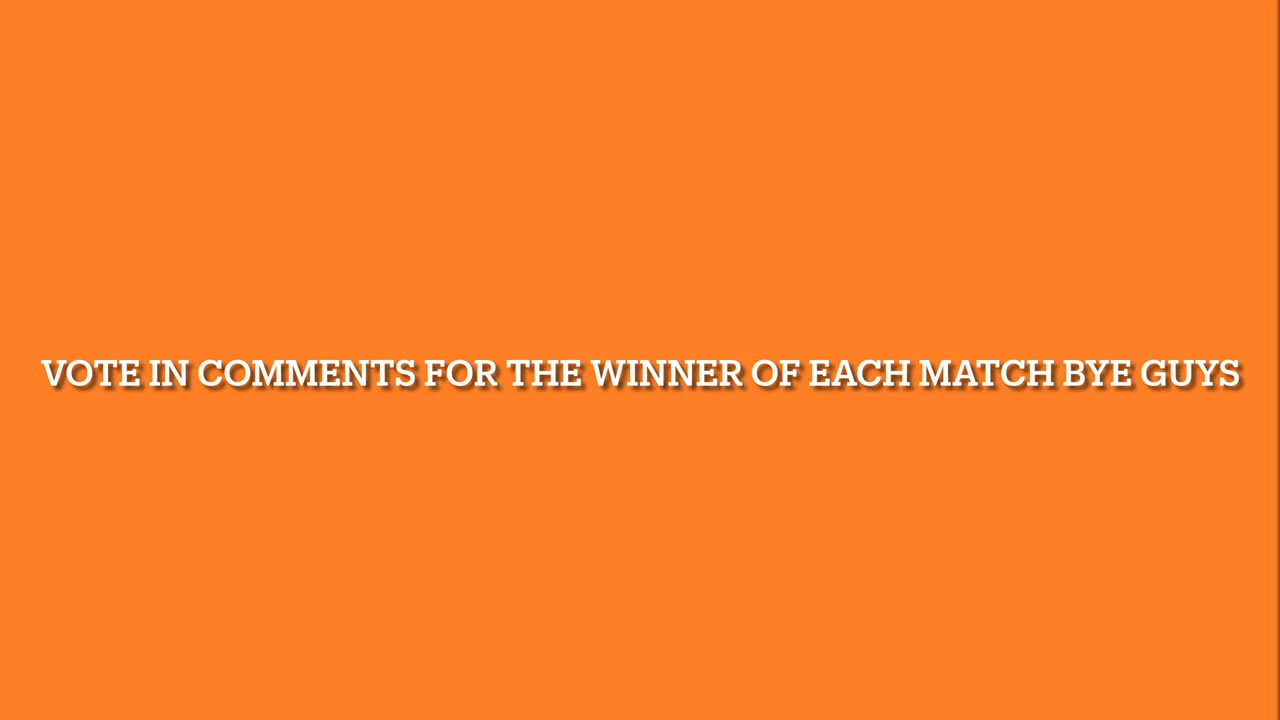 VOTE IN COMMENTS FOR THE WINNER OF EACH MATCH BYE GUYS